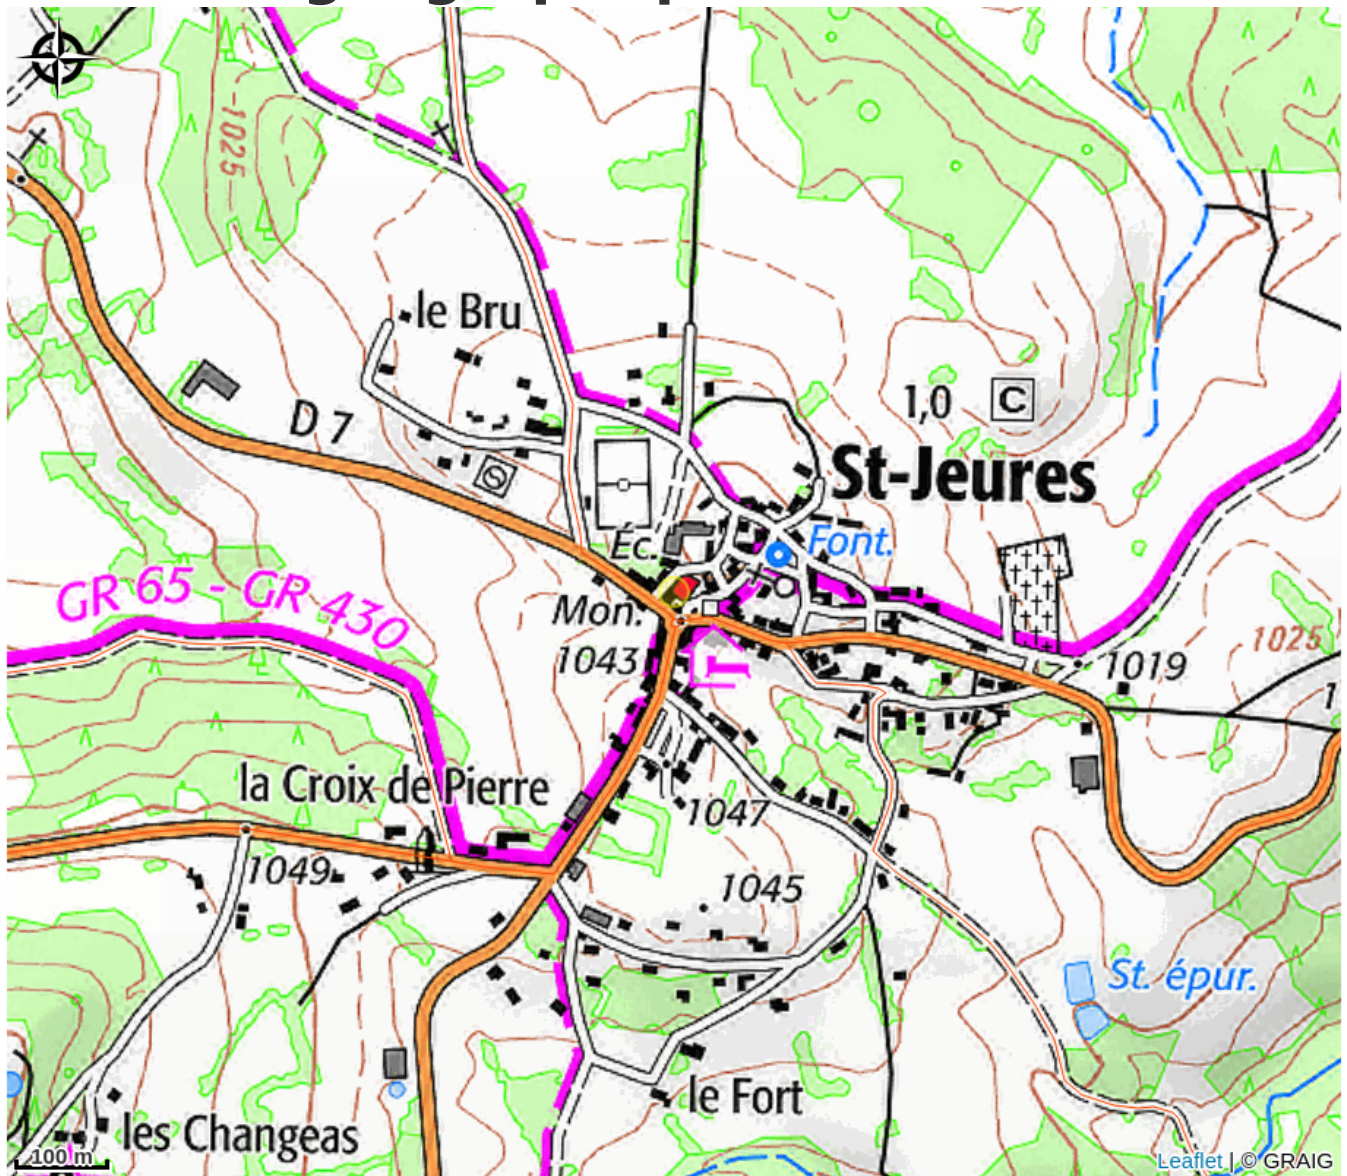 1025
le Bru
D 7
1,0
C
St-Jeures
Éc.
Font.
GR 65 - GR 430
Mon.
1043
1019
1025
1
la Croix de Pierre
1047
1049
1045
St. épur.
le Fort
les Changeas
100 m
Leaflet | © GRAIG